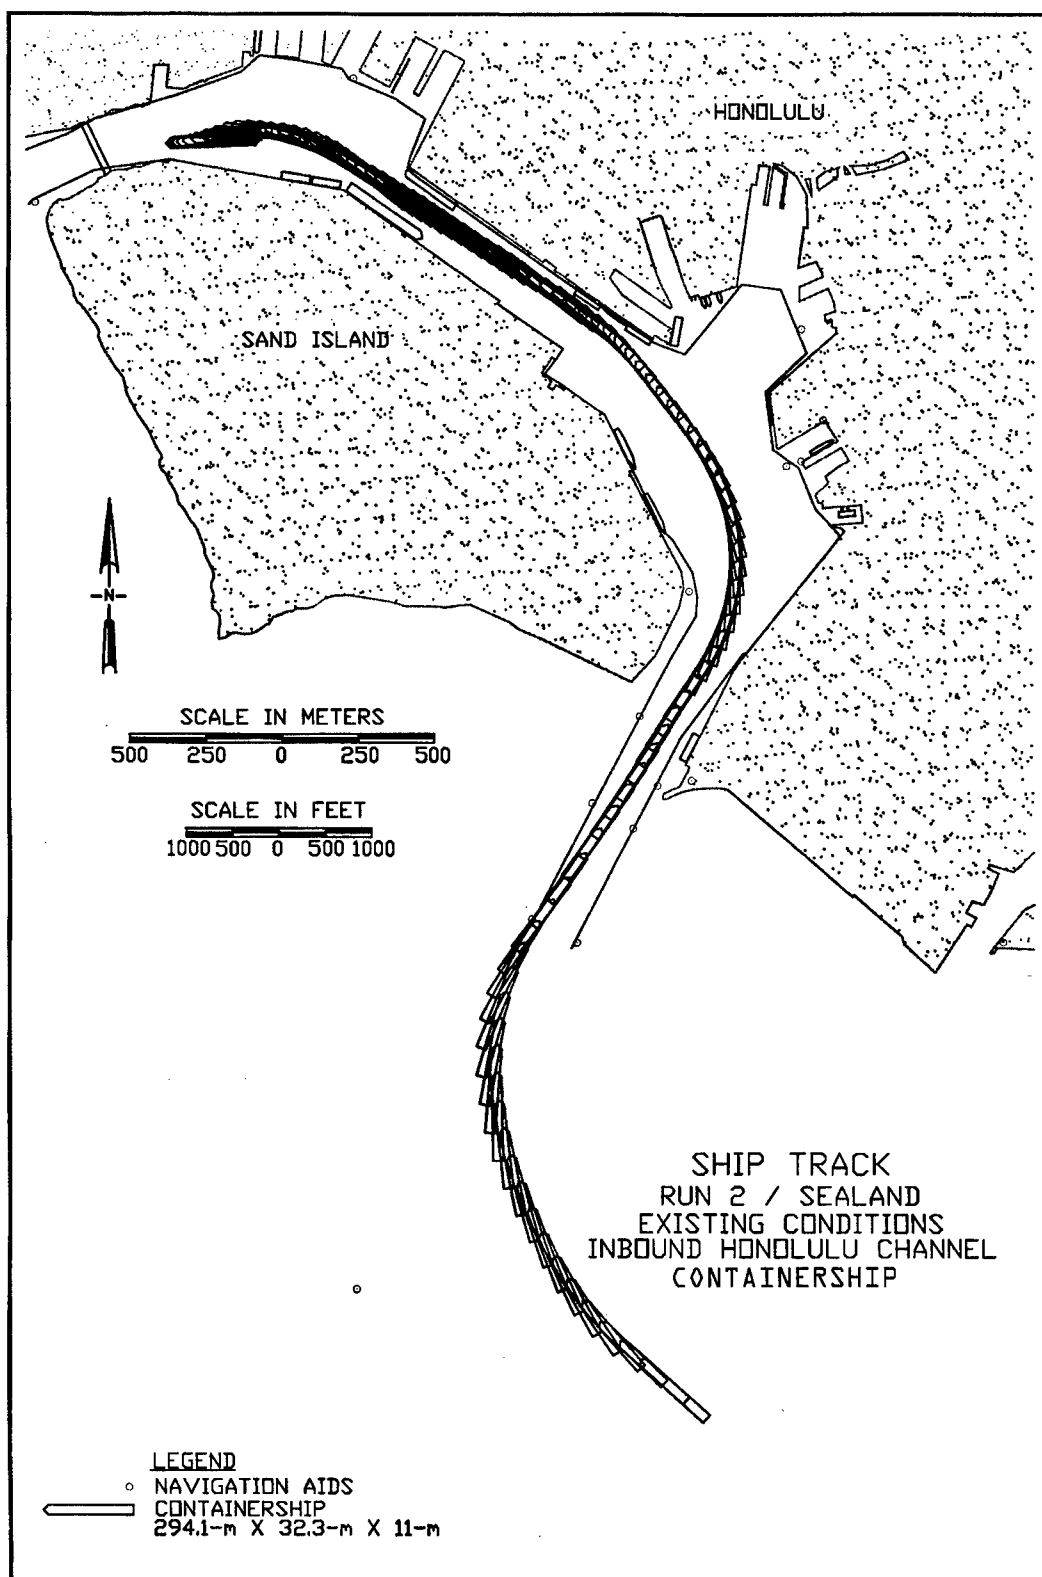 HONOLULU
SAND ISLAND
-N-
SCALE IN METERS
500 250 0 250 500
SCALE IN FEET
1000 500 0 500 1000
SHIP TRACK
RUN 2 / SEALAND
EXISTING CONDITIONS
INBOUND HONOLULU CHANNEL
CONTAINERSHIP
LEGEND
NAVIGATION AIDS
CONTAINERSHIP
294.1-m X 32.3-m X 11-m